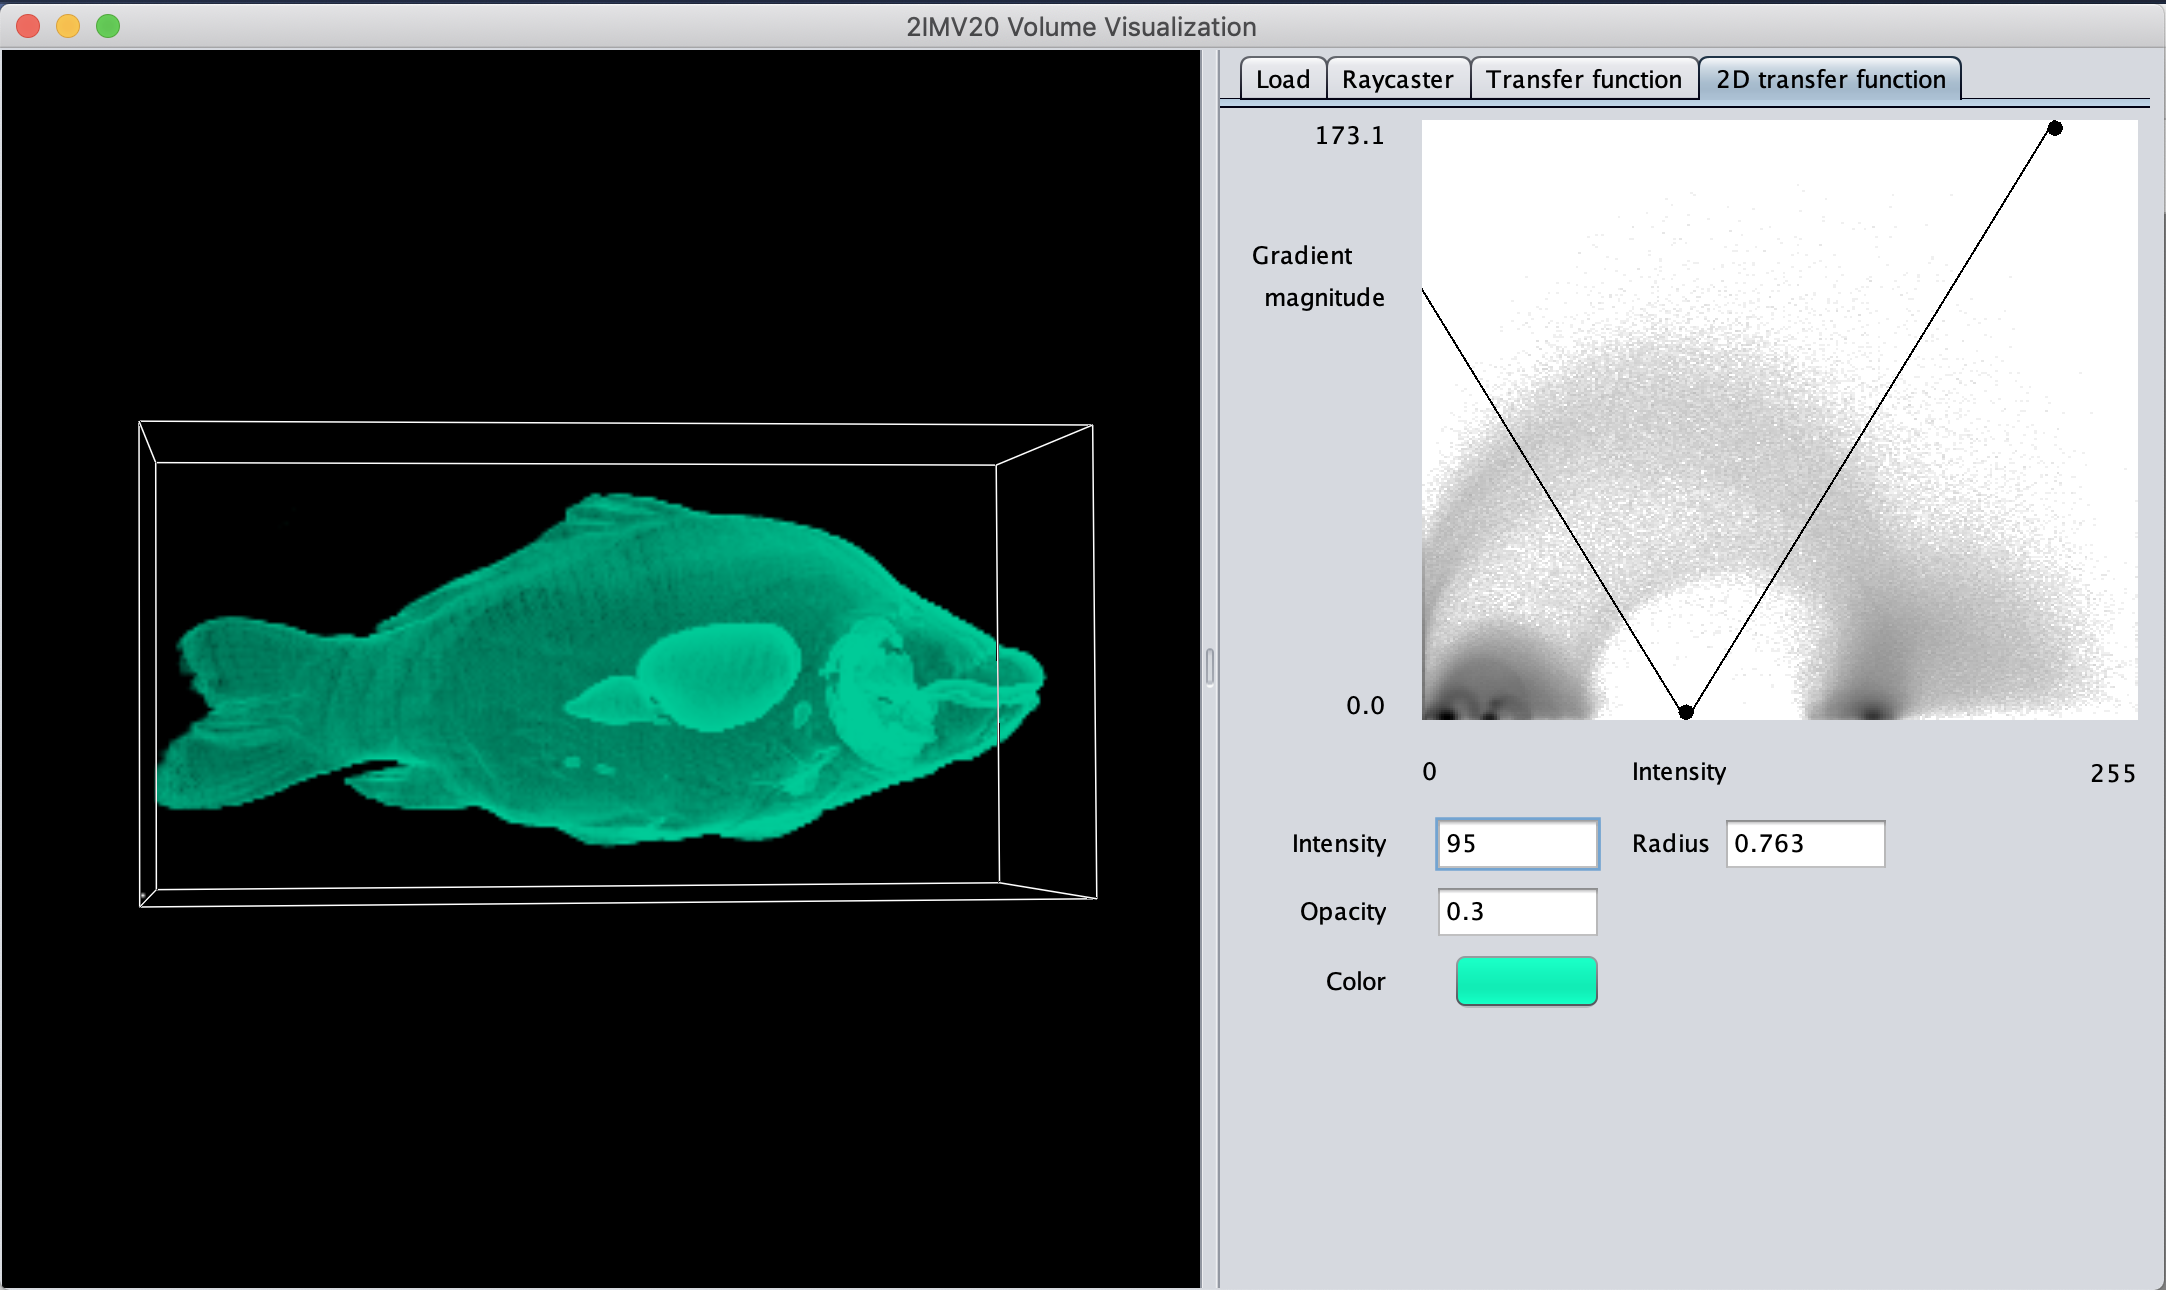 2IMV20 Volume Visualization
Load Raycaster Transfer function 2D transfer function
173.1
Gradient
magnitude
0.0
0 Intensity 255
Intensity 95 Radius 0.763
Opacity 0.3
Color